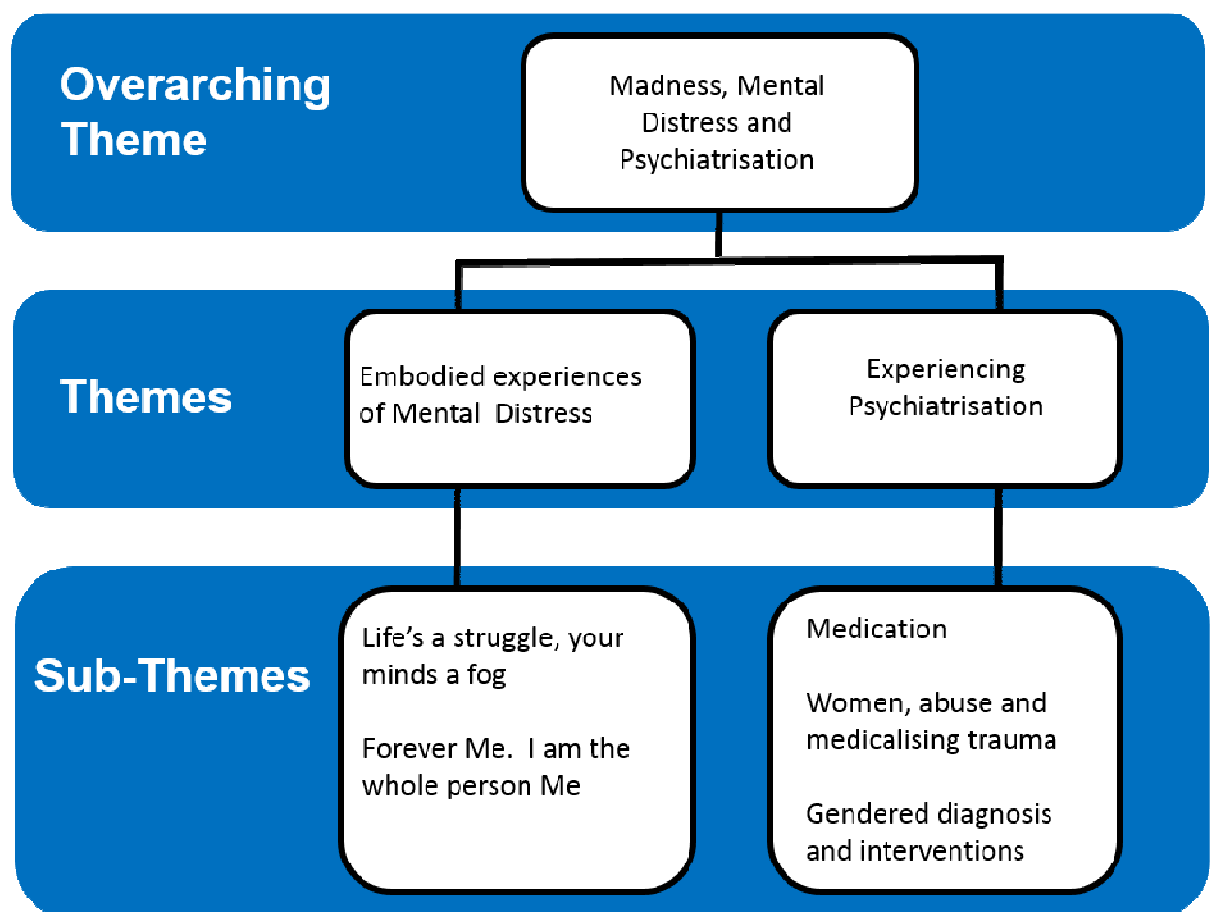 Overarching
Theme
Madness, Mental
Distress and
Psychiatrisation
Themes
Embodied experiences
of Mental  Distress
Experiencing
Psychiatrisation
Sub-Themes
Life’s a struggle, your
minds a fog
Forever Me.  I am the
whole person Me
Medication
Women, abuse and
medicalising trauma
Gendered diagnosis
and interventions